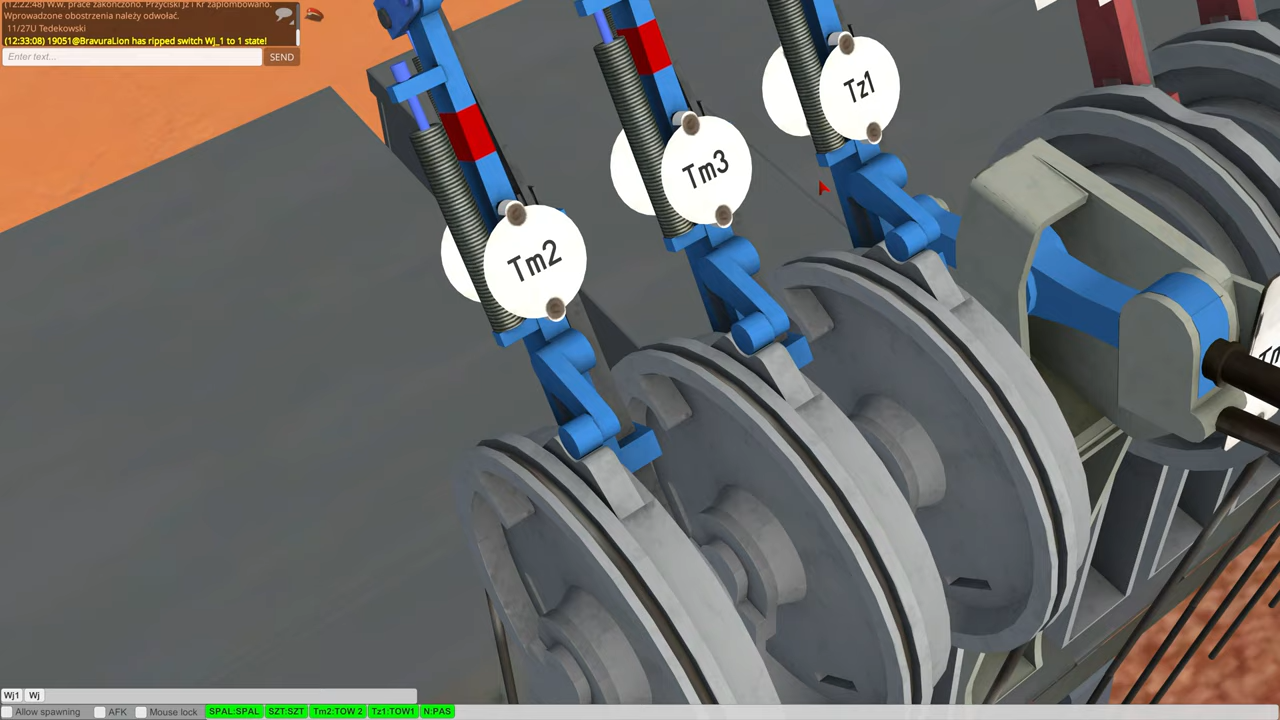 (12:22:48) W.w. prace zakończono. Przyciski Jz i Kr zaplombowano.
Wprowadzone obostrzenia należy odwołać.
11/27U Tedekowski
(12:33:08) 19051@BravuraLion has ripped switch Wj_1 to 1 state!
Enter text...
SEND
Tz1
Tm3
Tm2
Wj1
Wj
Allow spawning
AFK
Mouse lock
SPAL:SPAL
SZT:SZT
Tm2:TOW 2
Tz1:TOW1
N:PAS